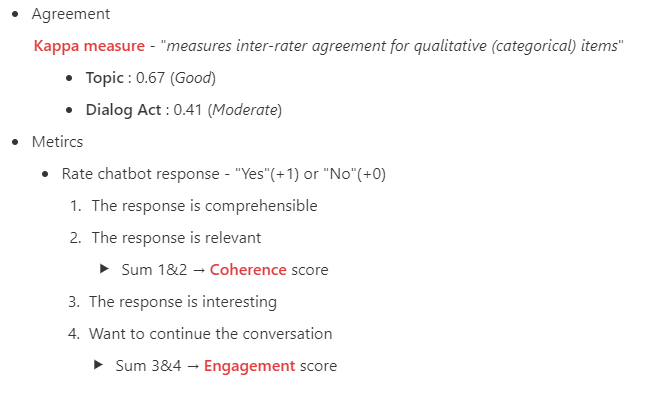 • Agreement
Kappa measure - "measures inter-rater agreement for qualitative (categorical) items"
• Topic : 0.67 (Good)
• Dialog Act : 0.41 (Moderate)
• Metircs
• Rate chatbot response - "Yes"(+1) or "No"(+0)
1. The response is comprehensible
2. The response is relevant
▶ Sum 1&2 → Coherence score
3. The response is interesting
4. Want to continue the conversation
▶ Sum 3&4 → Engagement score